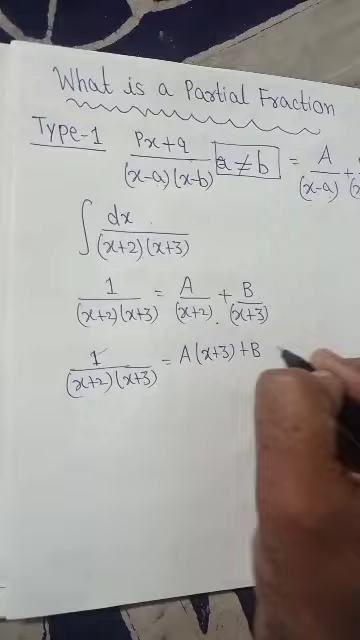 What is a Partial Fraction
Type-1 Px+q/(x-a)(x-b) a≠b = A/(x-a) +
∫ dx/(x+2)(x+3)
1/(x+2)(x+3) = A/(x+2) + B/(x+3)
1/(x+2)(x+3) = A(x+3)+B